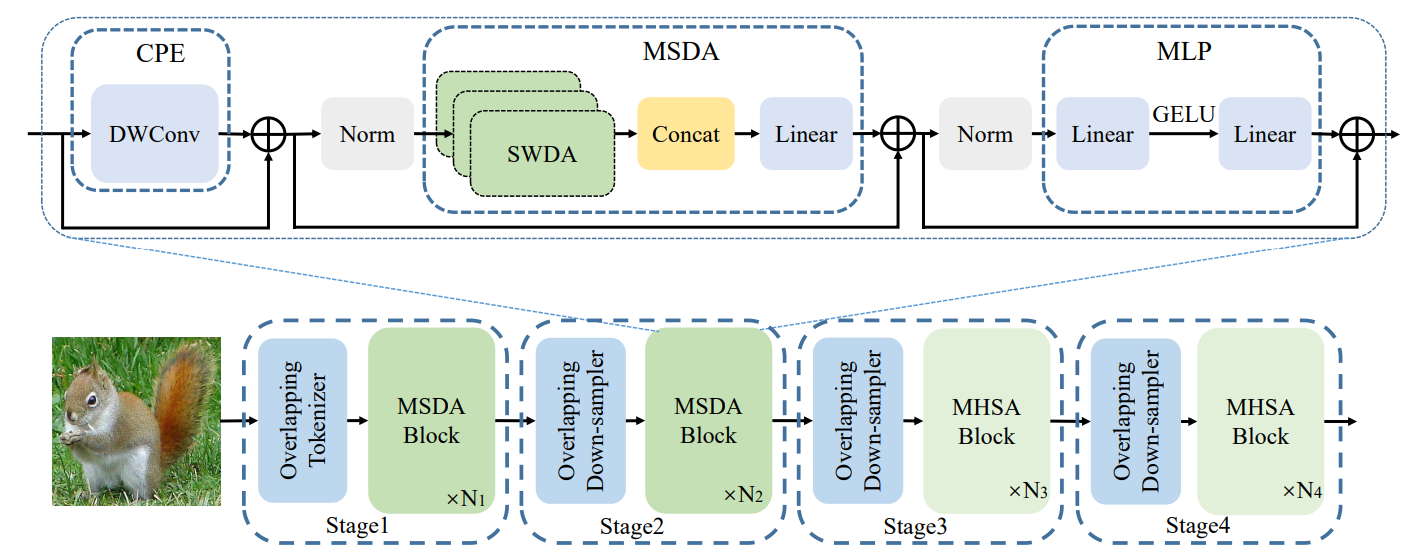 CPE
MSDA
MLP
DWConv
Norm
SWDA
Concat
Linear
Norm
Linear
GELU
Linear
Overlapping
Tokenizer
MSDA
Block
×N1
Stage1
Overlapping
Down-sampler
MSDA
Block
×N2
Stage2
Overlapping
Down-sampler
MHSA
Block
×N3
Stage3
Overlapping
Down-sampler
MHSA
Block
×N4
Stage4